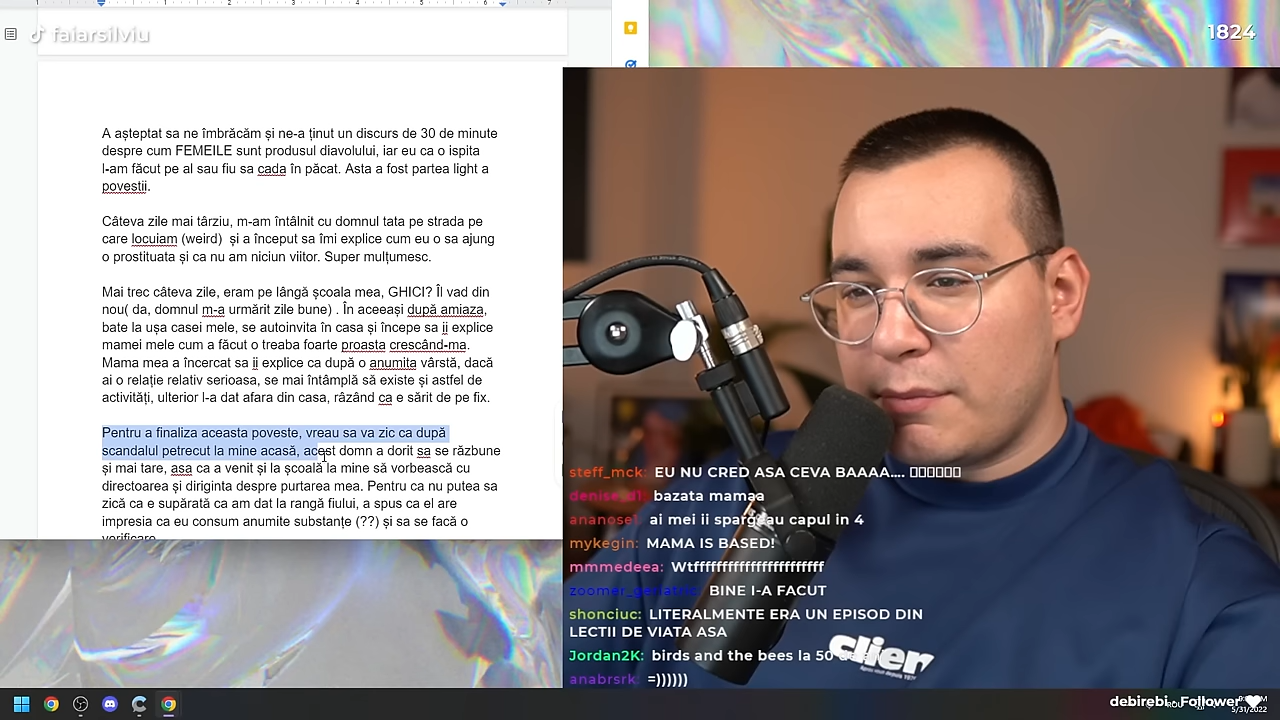 faiarsilviu
1824
A așteptat sa ne îmbrăcăm și ne-a ținut un discurs de 30 de minute
despre cum FEMEILE sunt produsul diavolului, iar eu ca o ispita
l-am făcut pe al sau fiu sa cada în păcat. Asta a fost partea light a
povestii.
Câteva zile mai târziu, m-am întâlnit cu domnul tata pe strada pe
care locuiam (weird)  și a început sa îmi explice cum eu o sa ajung
o prostituata și ca nu am niciun viitor. Super mulțumesc.
Mai trec câteva zile, eram pe lângă școala mea, GHICI? Îl vad din
nou( da, domnul m-a urmărit zile bune) . În aceeași după amiaza,
bate la ușa casei mele, se autoinvita în casa și începe sa ii explice
mamei mele cum a făcut o treaba foarte proasta crescând-ma.
Mama mea a încercat sa ii explice ca după o anumita vârstă, dacă
ai o relație relativ serioasa, se mai întâmplă să existe și astfel de
activități, ulterior l-a dat afara din casa, râzând ca e sărit de pe fix.
Pentru a finaliza aceasta poveste, vreau sa va zic ca după
scandalul petrecut la mine acasă, acest domn a dorit sa se răzbune
și mai tare, asa ca a venit și la școală la mine să vorbească cu
directoarea și diriginta despre purtarea mea. Pentru ca nu putea sa
zică ca e supărată ca am dat la rangă fiului, a spus ca el are
impresia ca eu consum anumite substanțe (??) și sa se facă o
verificare
steff_mck: EU NU CRED ASA CEVA BAAAA....
denise_d1: bazata mamaa
ananose1: ai mei ii spargeau capul in 4
mykegin: MAMA IS BASED!
mmmedeea: Wtfffffffffffffffffffffff
BINE I-A FACUT
shonciuc: LITERALMENTE ERA UN EPISOD DIN
LECTII DE VIATA ASA
Jordan2K: birds and the bees la 50 de
anabrsrk: =))))))
clier
debirebi - Follower
5/31/2022